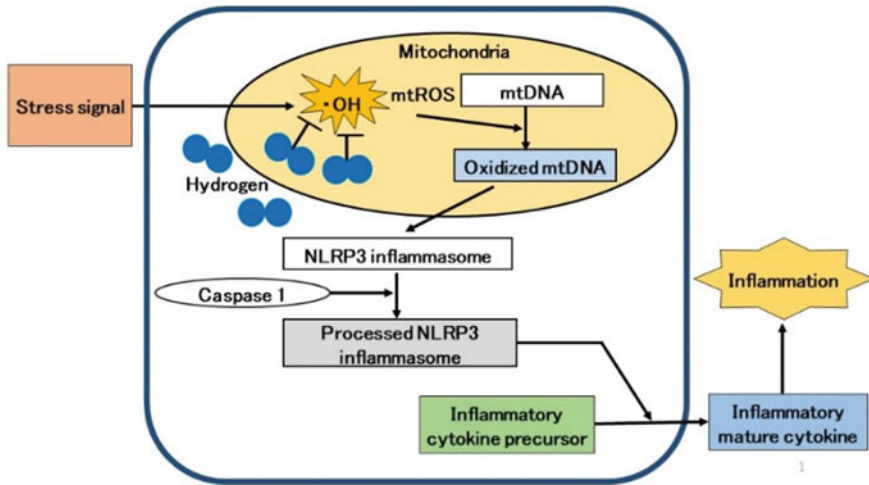 Mitochondria
Stress signal
・OH
mtROS
mtDNA
Hydrogen
Oxidized mtDNA
NLRP3 inflammasome
Caspase 1
Processed NLRP3
inflammasome
Inflammation
Inflammatory
cytokine precursor
Inflammatory
mature cytokine
1